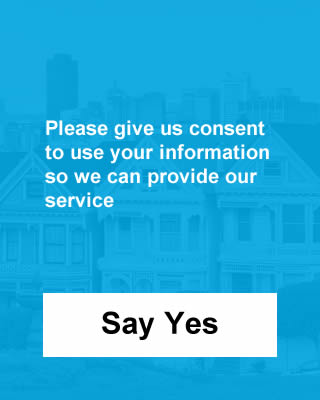 Please give us consent
to use your information
so we can provide our
service
Say Yes